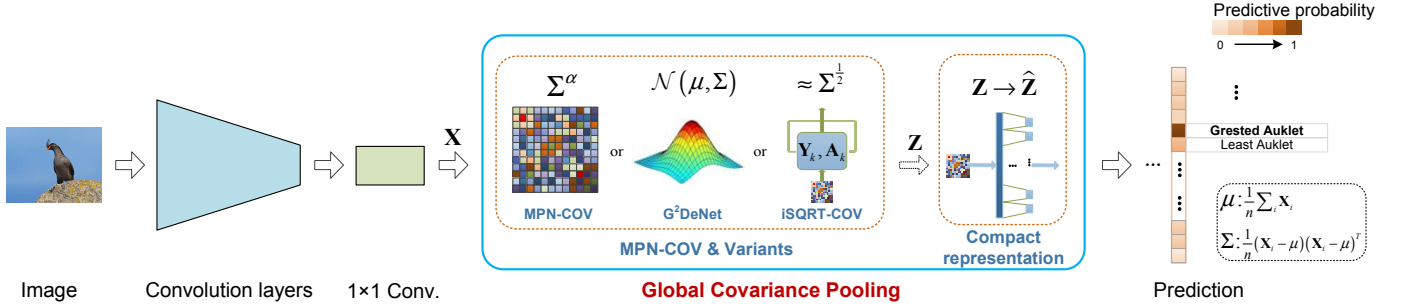 Predictive probability
0 1
X
Σ^α
N(μ,Σ)
≈ Σ^{1/2}
or
or
Y_k, A_k
MPN-COV
G²DeNet
iSQRT-COV
MPN-COV & Variants
Z
Z → Ẑ
...
Compact
representation
...
Grested Auklet
Least Auklet
μ: 1/n ∑_i X_i
Σ: 1/n (X_i − μ)(X_i − μ)^T
Image
Convolution layers
1×1 Conv.
Global Covariance Pooling
Prediction